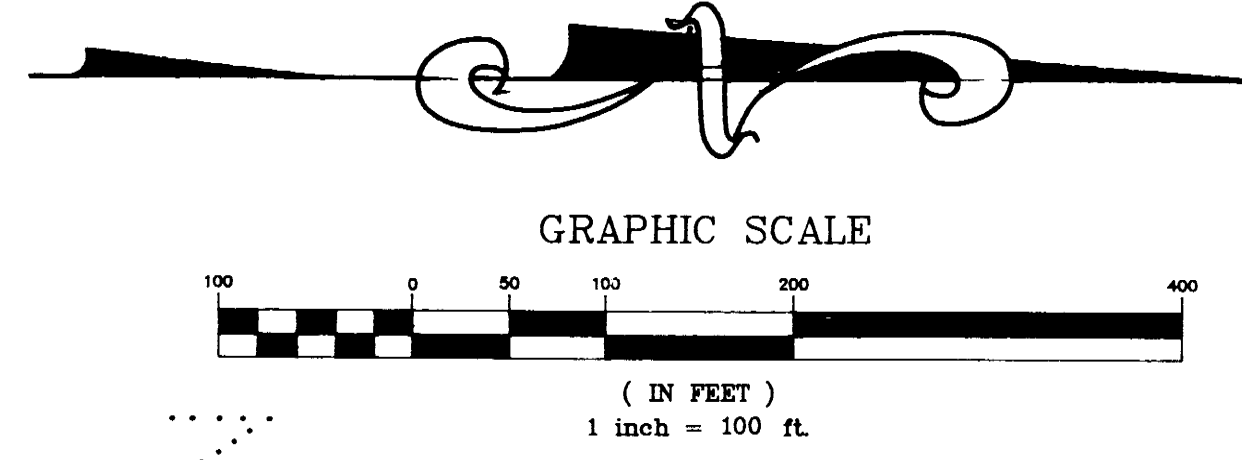 GRAPHIC SCALE
100 0 50 100 200 400
( IN FEET )
1 inch = 100 ft.